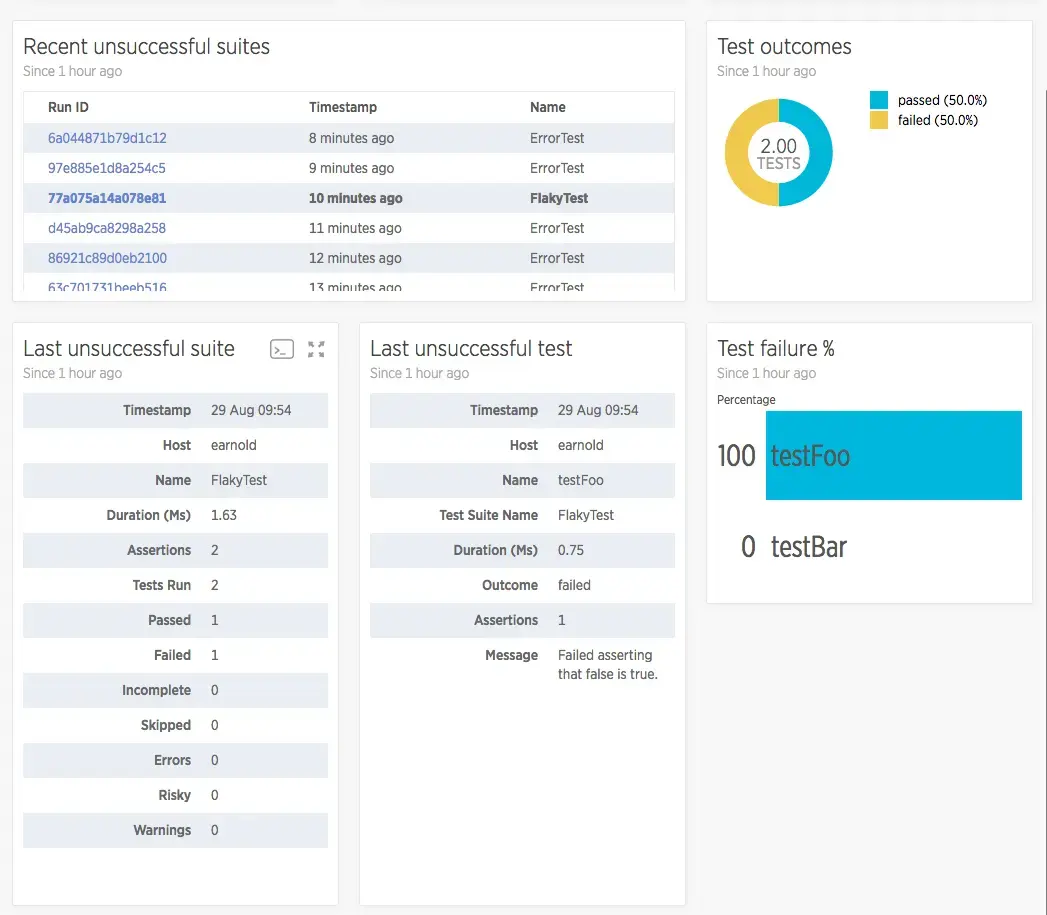 Recent unsuccessful suites
Since 1 hour ago
Run ID Timestamp Name
6a044871b79d1c12 8 minutes ago ErrorTest
97e885e1d8a254c5 9 minutes ago ErrorTest
77a075a14a078e81 10 minutes ago FlakyTest
d45ab9ca8298a258 11 minutes ago ErrorTest
86921c89d0eb2100 12 minutes ago ErrorTest
63c701731beeb516 13 minutes ago ErrorTest
Test outcomes
Since 1 hour ago
2.00
TESTS
passed (50.0%)
failed (50.0%)
Last unsuccessful suite
Since 1 hour ago
Timestamp 29 Aug 09:54
Host earnold
Name FlakyTest
Duration (Ms) 1.63
Assertions 2
Tests Run 2
Passed 1
Failed 1
Incomplete 0
Skipped 0
Errors 0
Risky 0
Warnings 0
Last unsuccessful test
Since 1 hour ago
Timestamp 29 Aug 09:54
Host earnold
Name testFoo
Test Suite Name FlakyTest
Duration (Ms) 0.75
Outcome failed
Assertions 1
Message Failed asserting
that false is true.
Test failure %
Since 1 hour ago
Percentage
100 testFoo
0 testBar